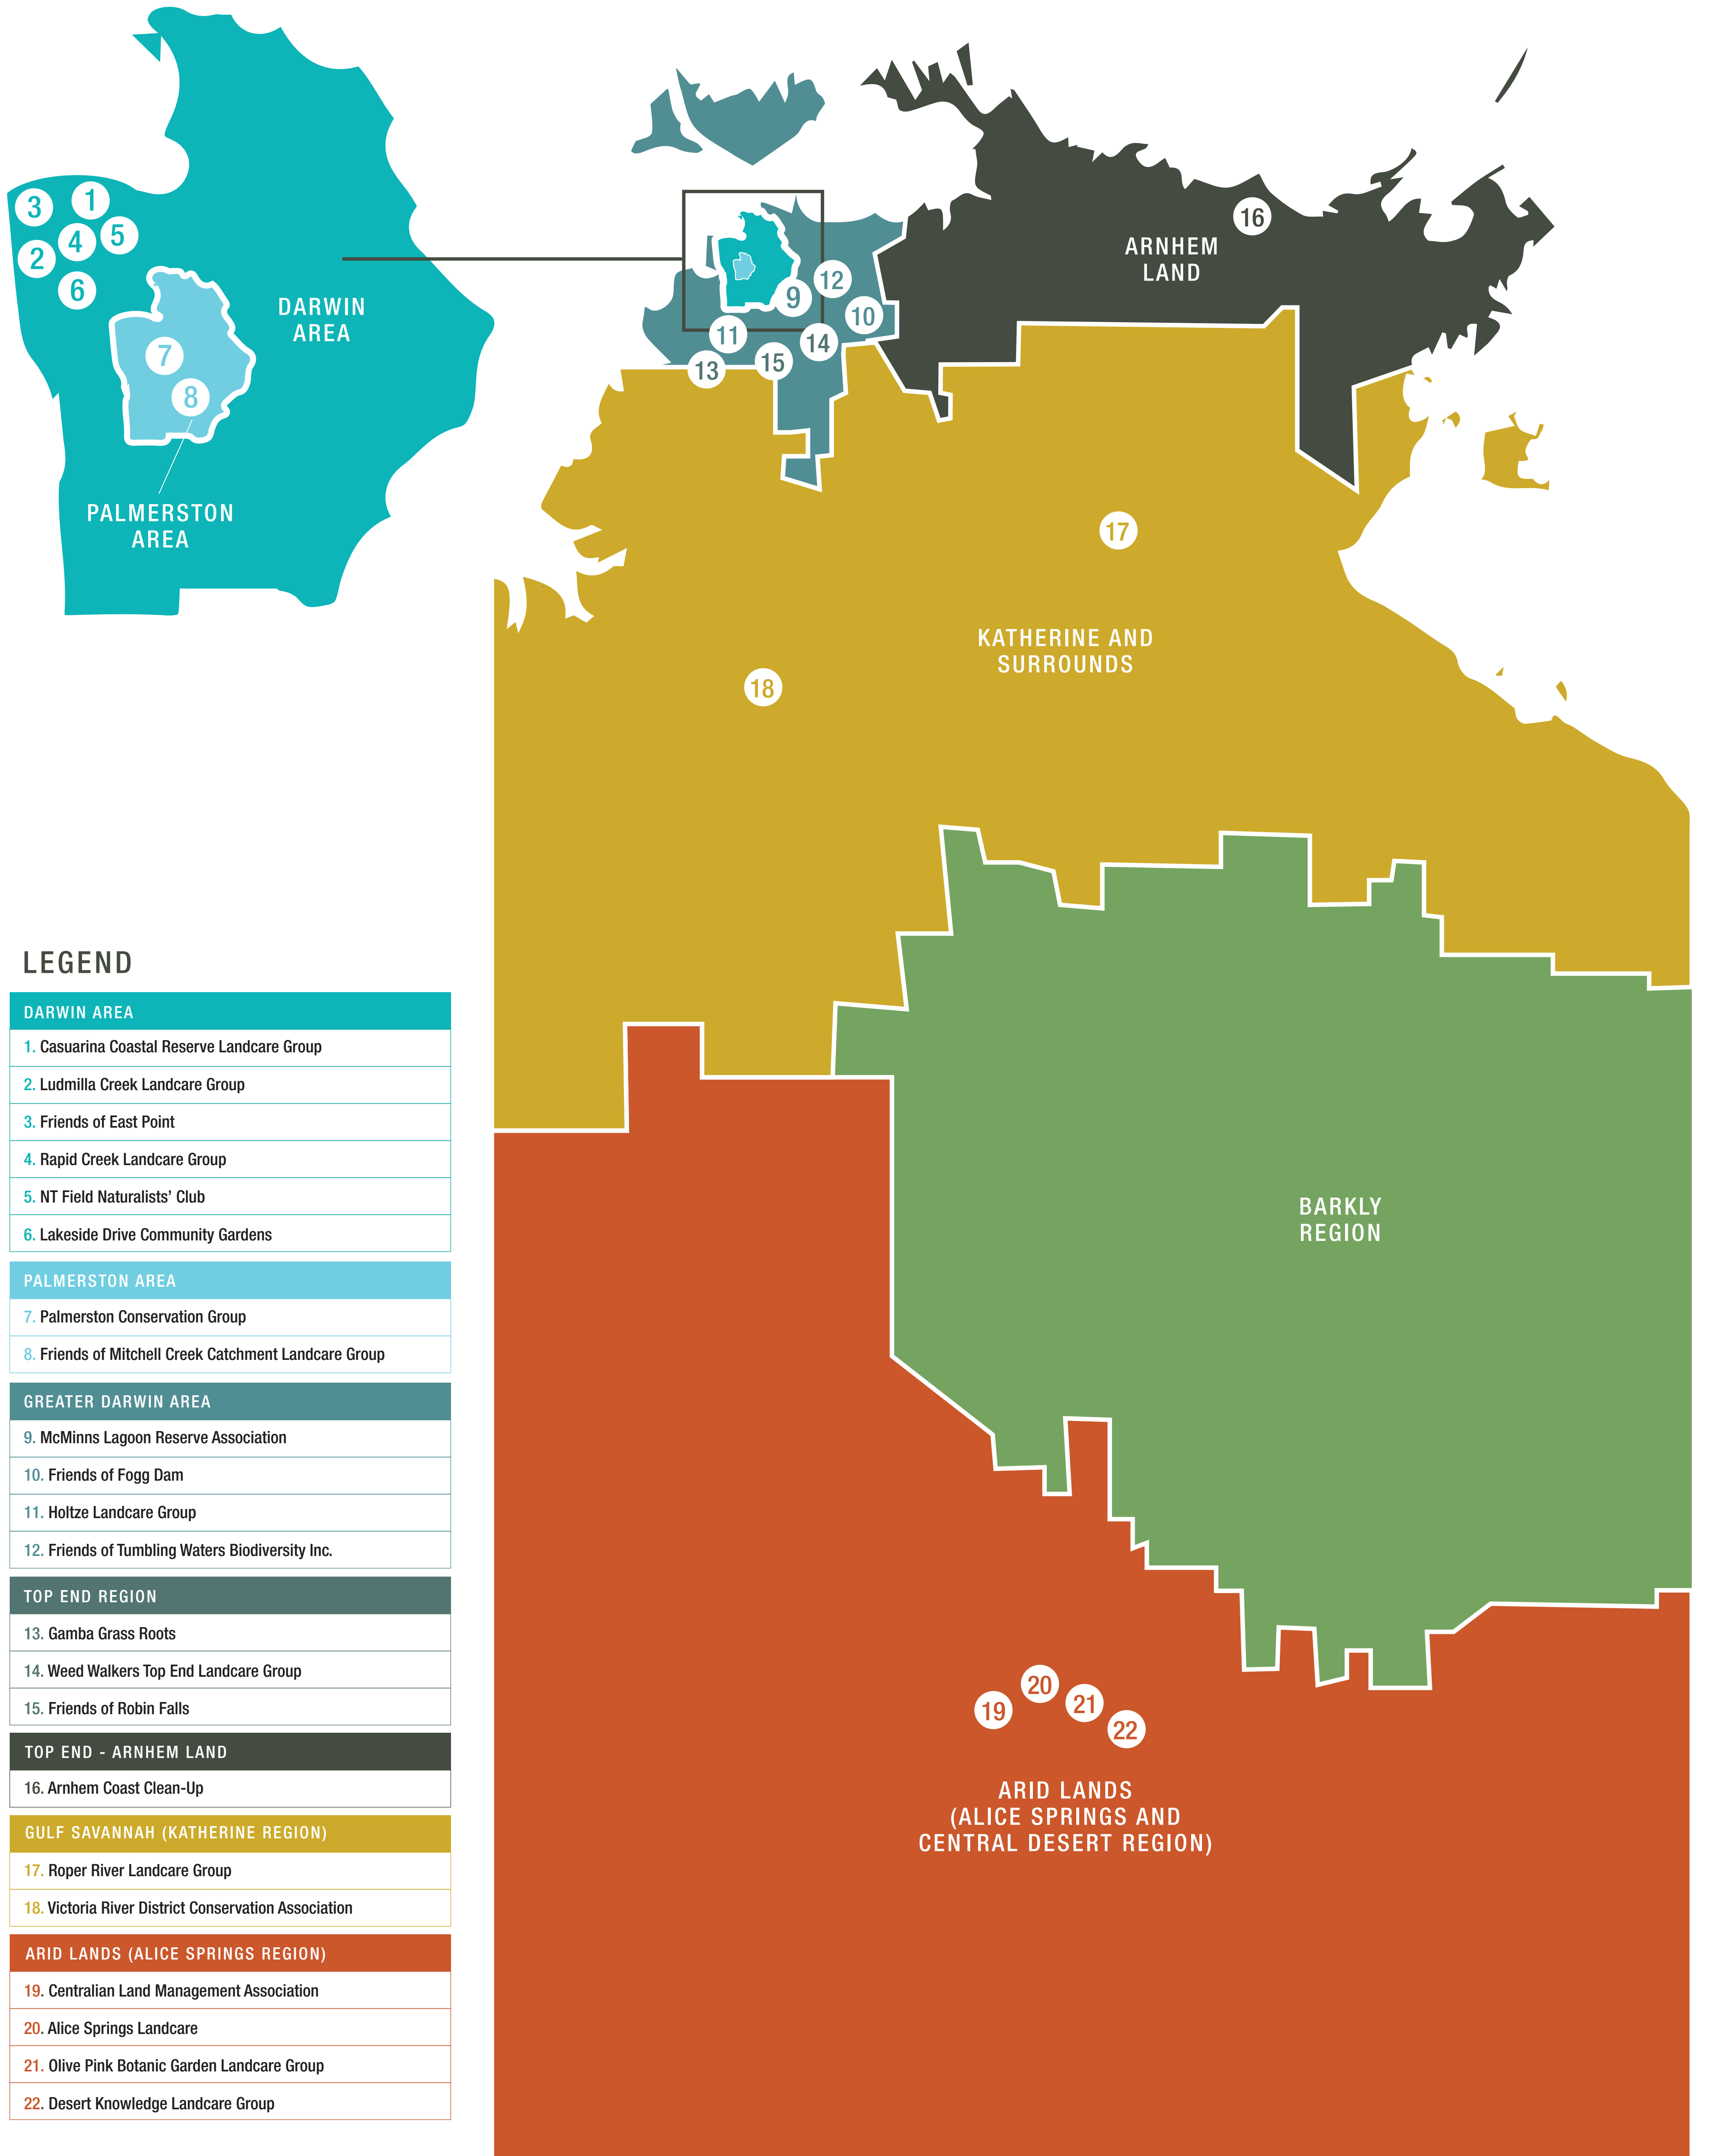 3
1
4
5
2
6
DARWIN
AREA
7
8
PALMERSTON
AREA
16
ARNHEM
LAND
12
9
10
11
14
15
13
17
KATHERINE AND
SURROUNDS
18
BARKLY
REGION
20
19
21
22
ARID LANDS
(ALICE SPRINGS AND
CENTRAL DESERT REGION)
LEGEND
DARWIN AREA
1. Casuarina Coastal Reserve Landcare Group
2. Ludmilla Creek Landcare Group
3. Friends of East Point
4. Rapid Creek Landcare Group
5. NT Field Naturalists’ Club
6. Lakeside Drive Community Gardens
PALMERSTON AREA
7. Palmerston Conservation Group
8. Friends of Mitchell Creek Catchment Landcare Group
GREATER DARWIN AREA
9. McMinns Lagoon Reserve Association
10. Friends of Fogg Dam
11. Holtze Landcare Group
12. Friends of Tumbling Waters Biodiversity Inc.
TOP END REGION
13. Gamba Grass Roots
14. Weed Walkers Top End Landcare Group
15. Friends of Robin Falls
TOP END - ARNHEM LAND
16. Arnhem Coast Clean-Up
GULF SAVANNAH (KATHERINE REGION)
17. Roper River Landcare Group
18. Victoria River District Conservation Association
ARID LANDS (ALICE SPRINGS REGION)
19. Centralian Land Management Association
20. Alice Springs Landcare
21. Olive Pink Botanic Garden Landcare Group
22. Desert Knowledge Landcare Group